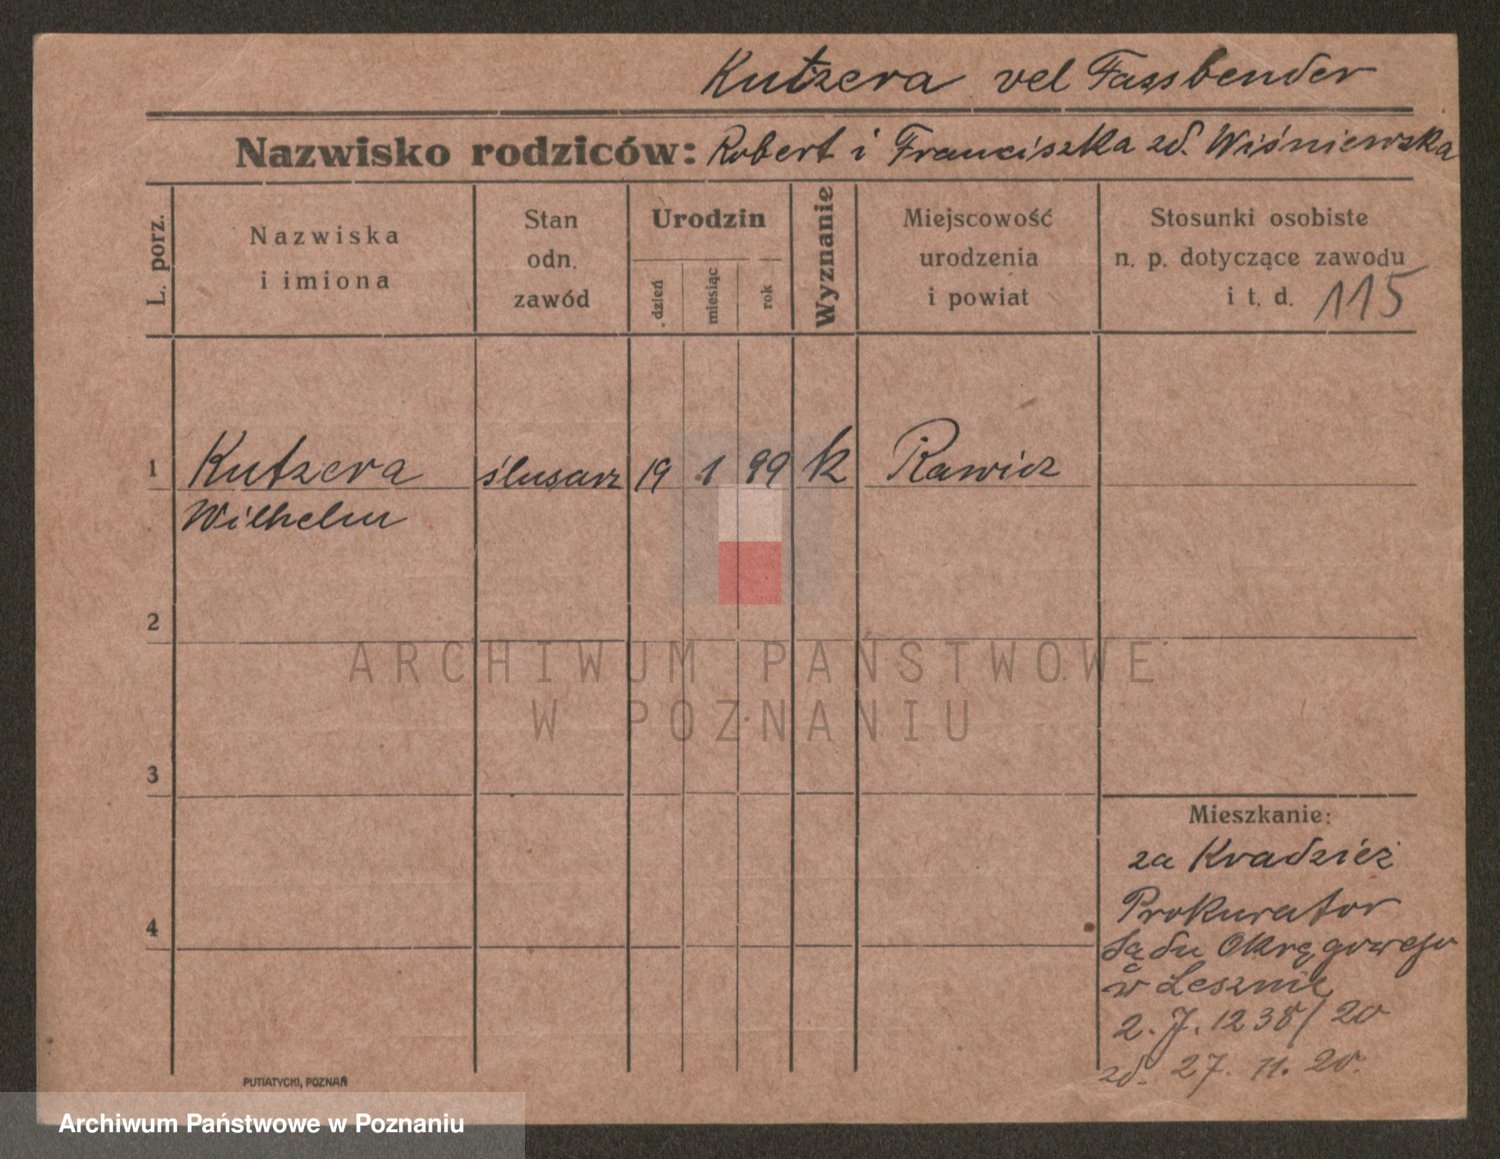 Kutzera vel Fassbender
Nazwisko rodziców: Robert i Franciszka zd. Wiśniewska
L. porz.
Nazwiska
i imiona
Stan
odn.
zawód
Urodzin
dzień
miesiąc
rok
Wyznanie
Miejscowość
urodzenia
i powiat
Stosunki osobiste
n. p. dotyczące zawodu
i t. d. 115
1 Kutzera ślusarz 19 1 99 k Rawicz
Wilhelm
2
ARCHIWUM PAŃSTWOWE
W POZNANIU
3
Mieszkanie:
za Kradzież
Prokurator
4
Sądu Okręgowego
w Lesznie
2. J. 1238/20
zd. 27. 11. 20.
PUTIATYCKI, POZNAŃ
Archiwum Państwowe w Poznaniu